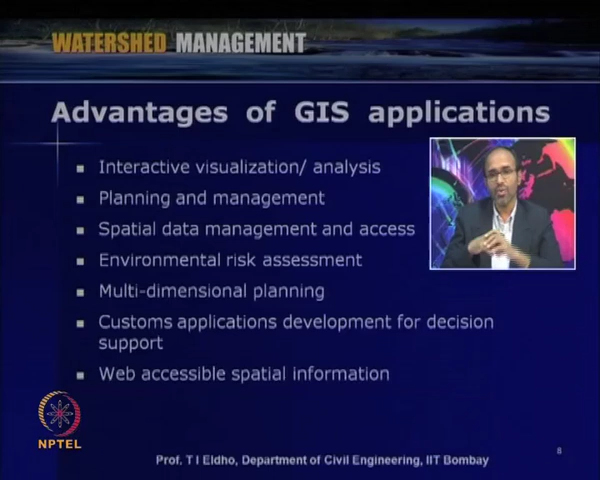 WATERSHED MANAGEMENT
Advantages of GIS applications
Interactive visualization/ analysis
Planning and management
Spatial data management and access
Environmental risk assessment
Multi-dimensional planning
Customs applications development for decision
support
Web accessible spatial information
NPTEL
Prof. T I Eldho, Department of Civil Engineering, IIT Bombay
8